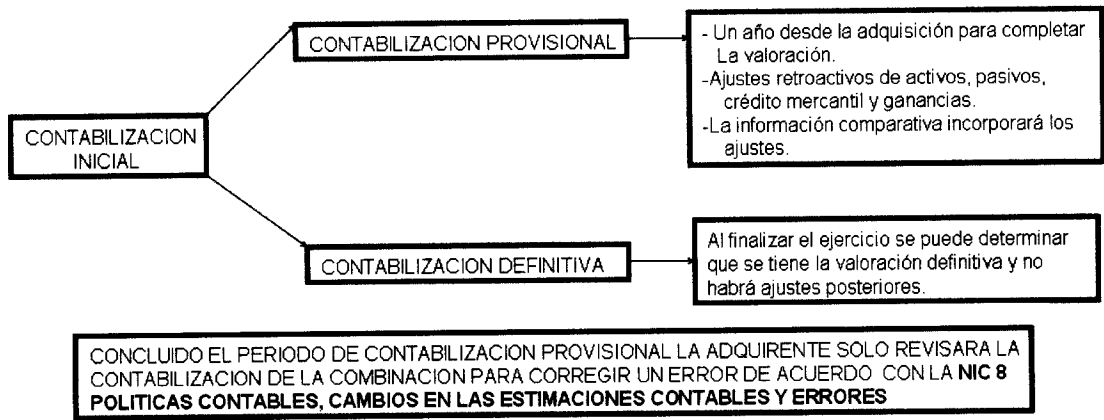 CONTABILIZACION PROVISIONAL
- Un año desde la adquisición para completar
La valoración.
-Ajustes retroactivos de activos, pasivos,
crédito mercantil y ganancias.
-La información comparativa incorporará los
ajustes.
CONTABILIZACION
INICIAL
CONTABILIZACION DEFINITIVA
Al finalizar el ejercicio se puede determinar
que se tiene la valoración definitiva y no
habrá ajustes posteriores.
CONCLUIDO EL PERIODO DE CONTABILIZACION PROVISIONAL LA ADQUIRENTE SOLO REVISARA LA
CONTABILIZACION DE LA COMBINACION PARA CORREGIR UN ERROR DE ACUERDO CON LA NIC 8
POLITICAS CONTABLES, CAMBIOS EN LAS ESTIMACIONES CONTABLES Y ERRORES